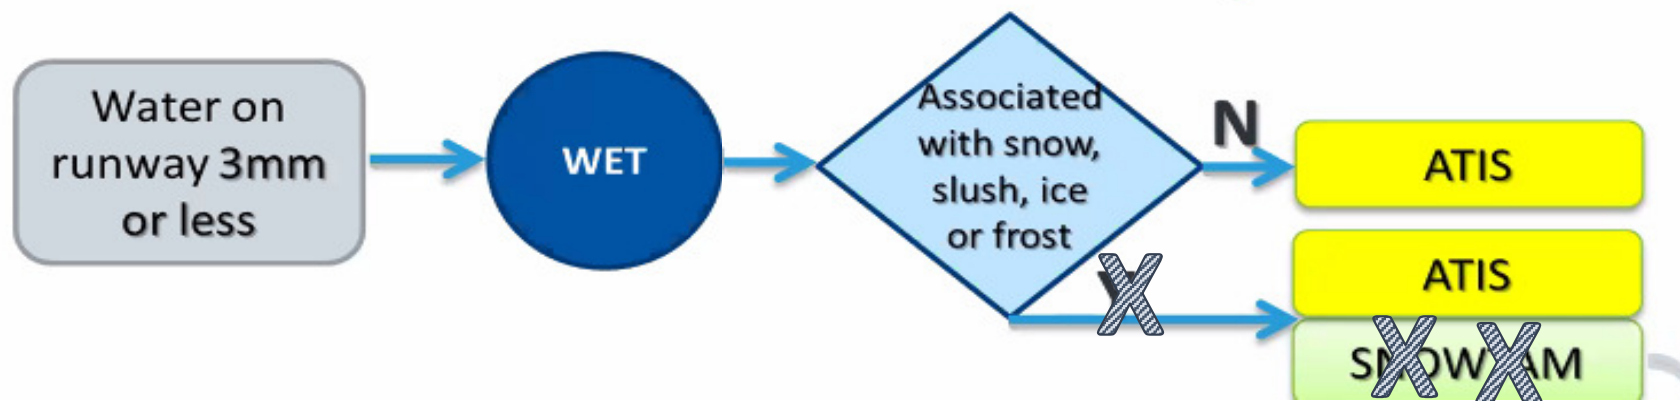 Water on
runway 3mm
or less
WET
Associated
with snow,
slush, ice
or frost
N
ATIS
ATIS